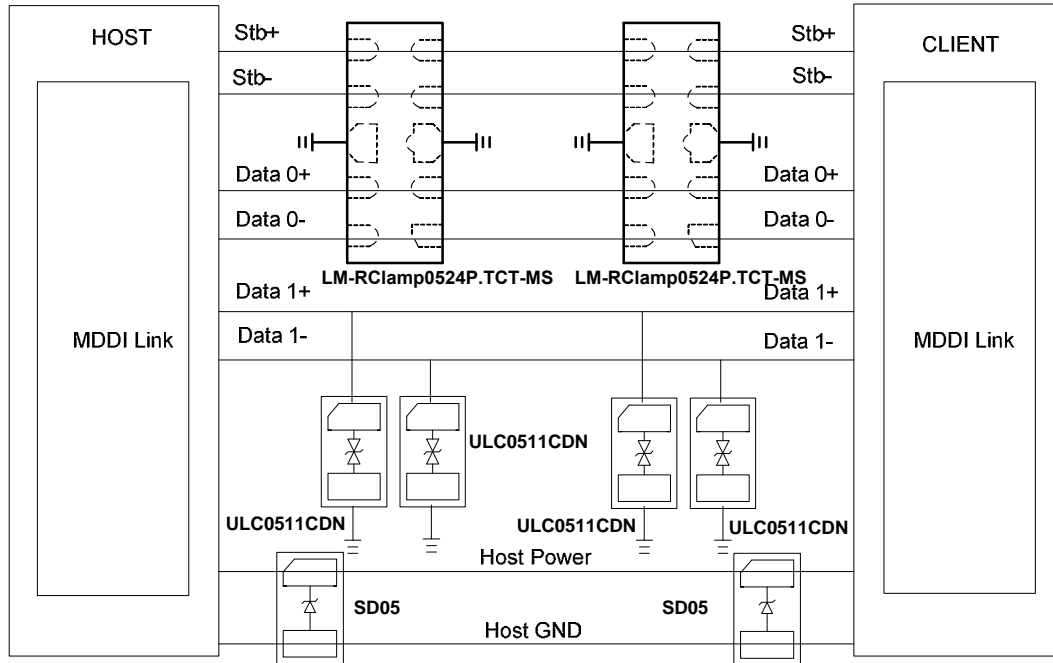 HOST
Stb+
Stb+
CLIENT
Stb-
Stb-
Data 0+
Data 0+
Data 0-
Data 0-
LM-RClamp0524P.TCT-MS
LM-RClamp0524P.TCT-MS
Data 1+
Data 1+
MDDI Link
Data 1-
Data 1-
MDDI Link
ULC0511CDN
ULC0511CDN
ULC0511CDN
ULC0511CDN
Host Power
SD05
SD05
Host GND